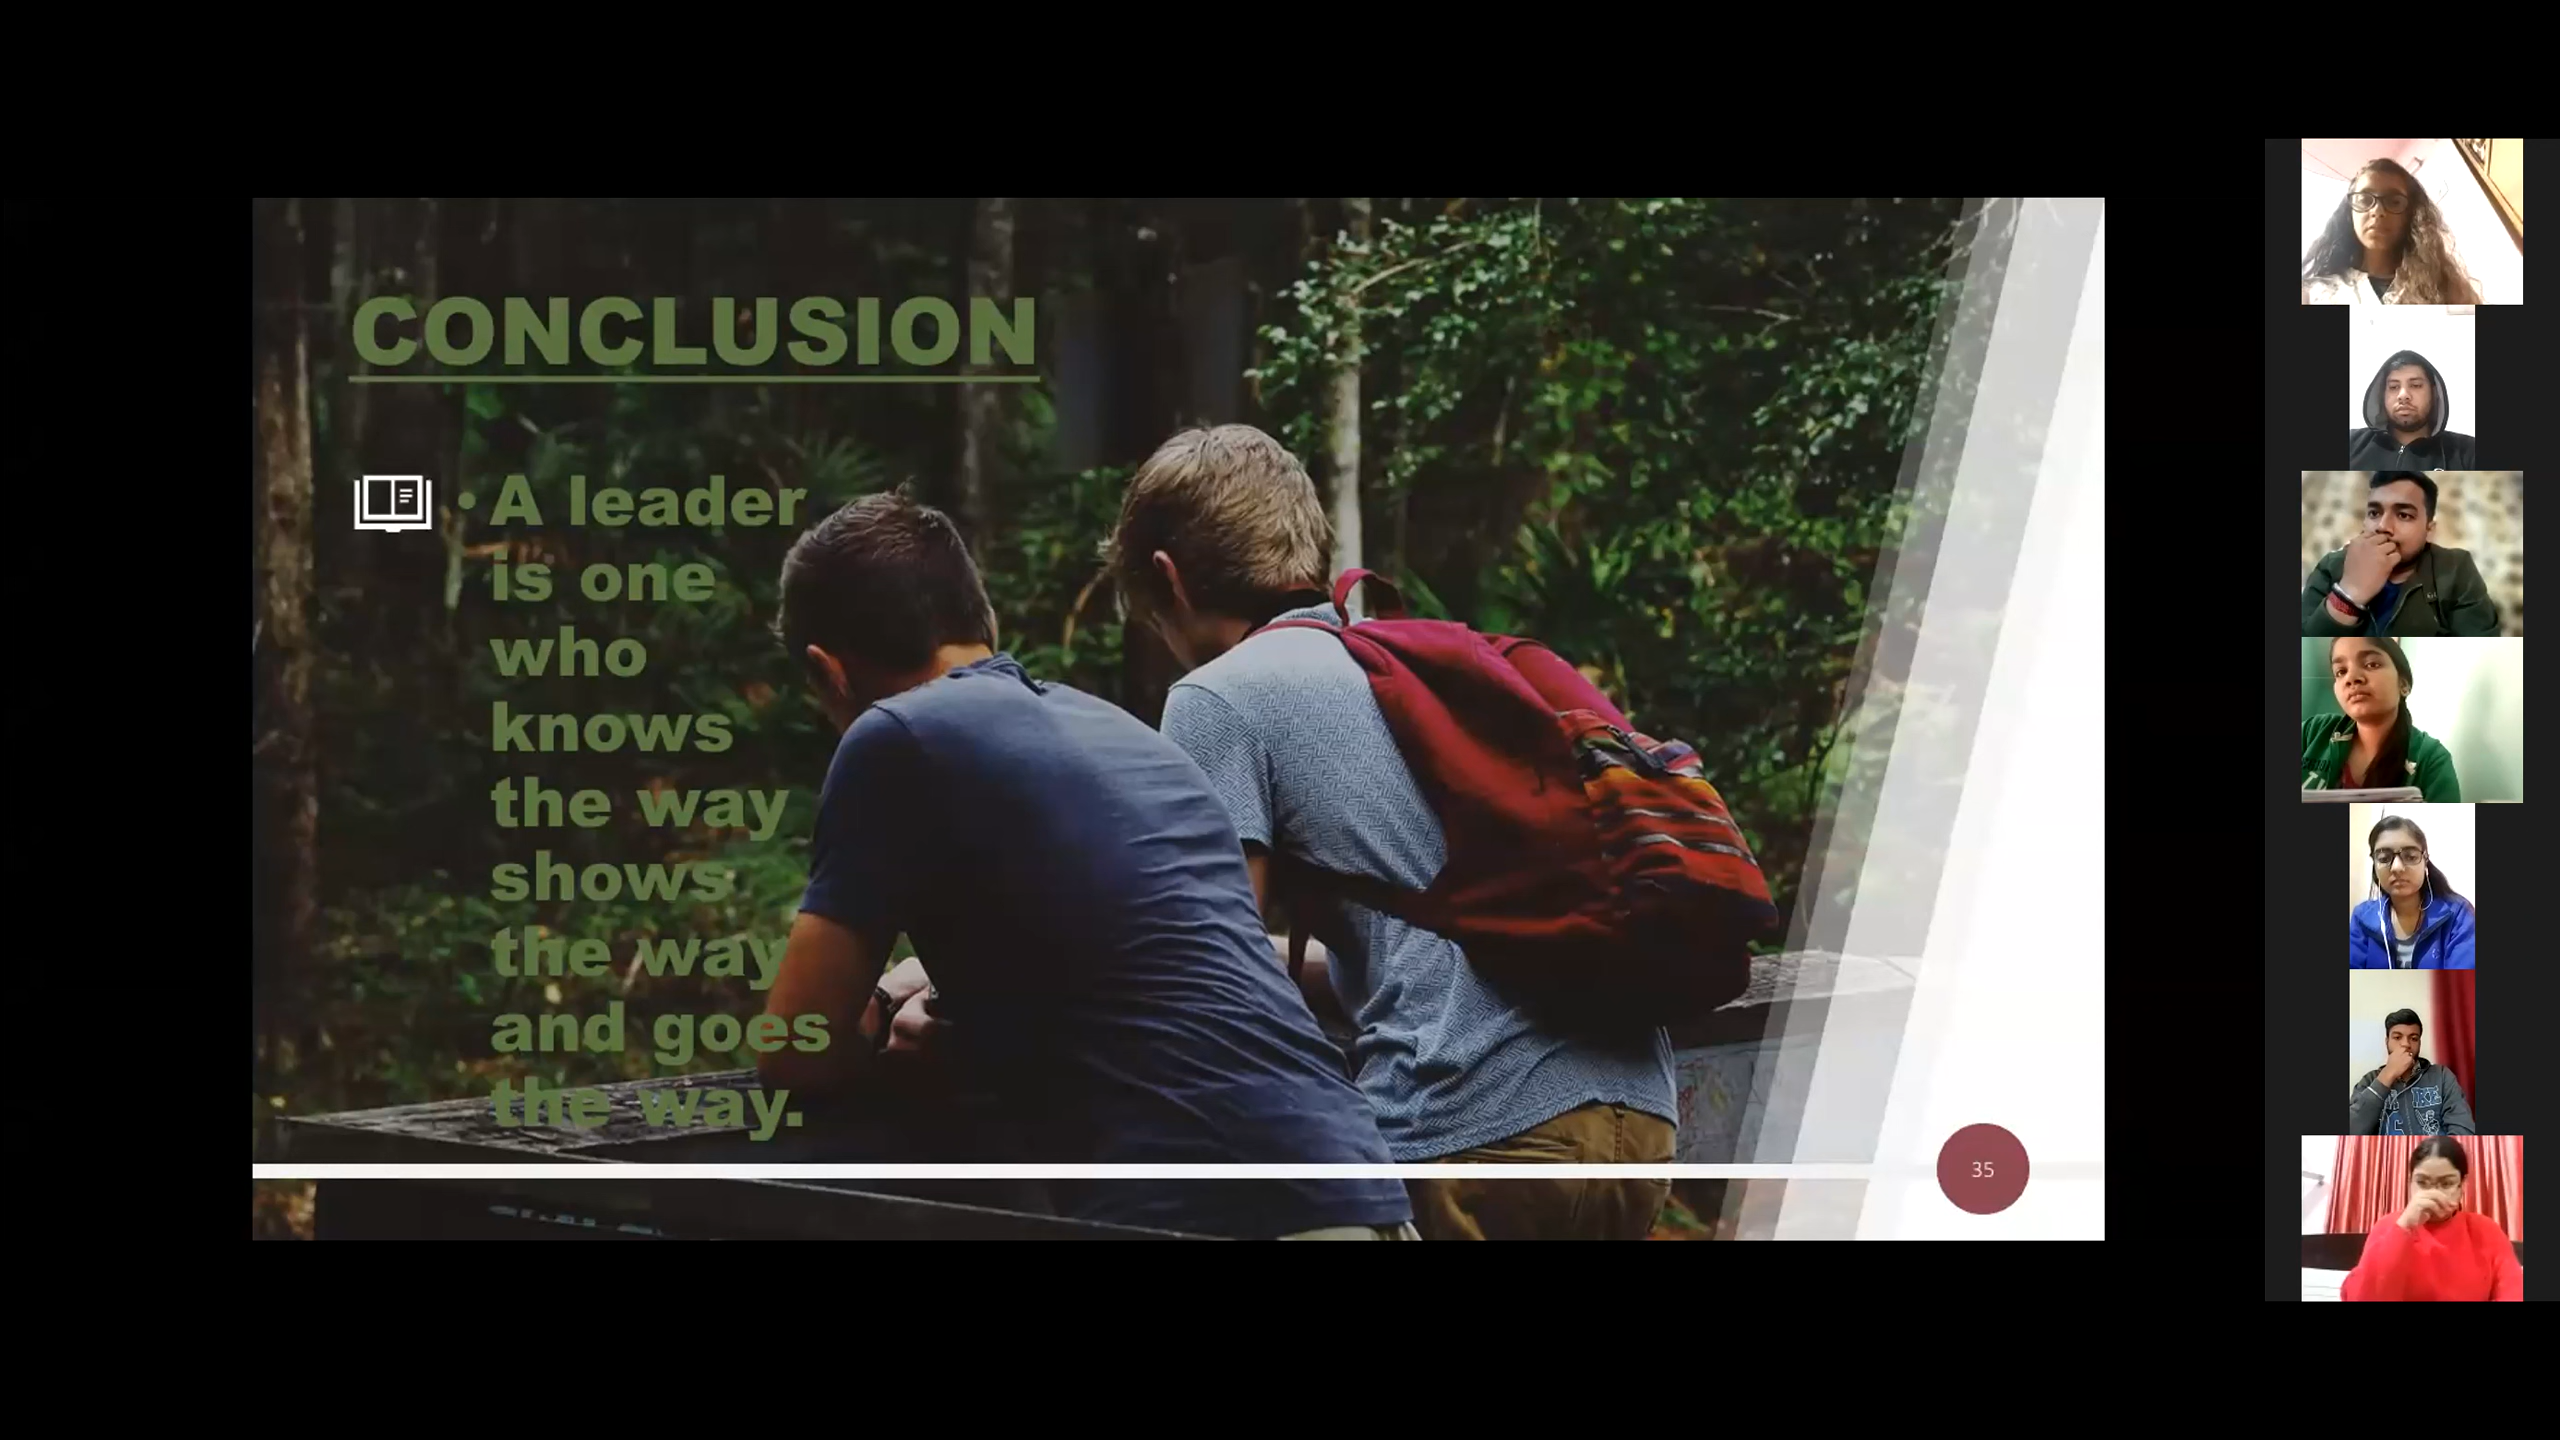 CONCLUSION
• A leader
is one
who
knows
the way
shows
the way
and goes
the way.
35